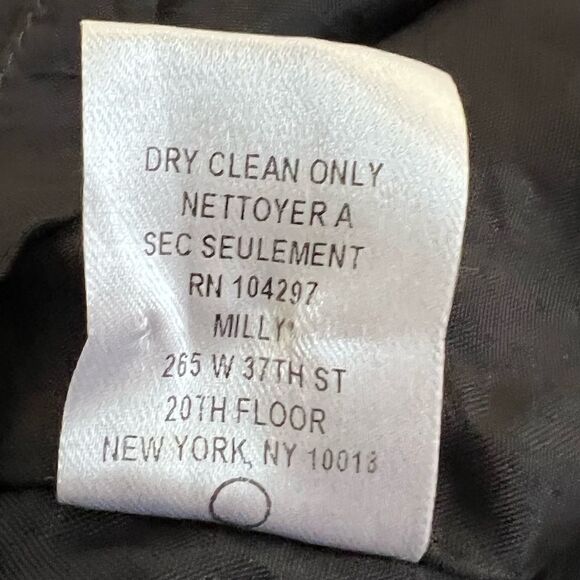 DRY CLEAN ONLY
NETTOYER A
SEC SEULEMENT
RN 104297
MILLY
265 W 37TH ST
20TH FLOOR
NEW YORK, NY 10018